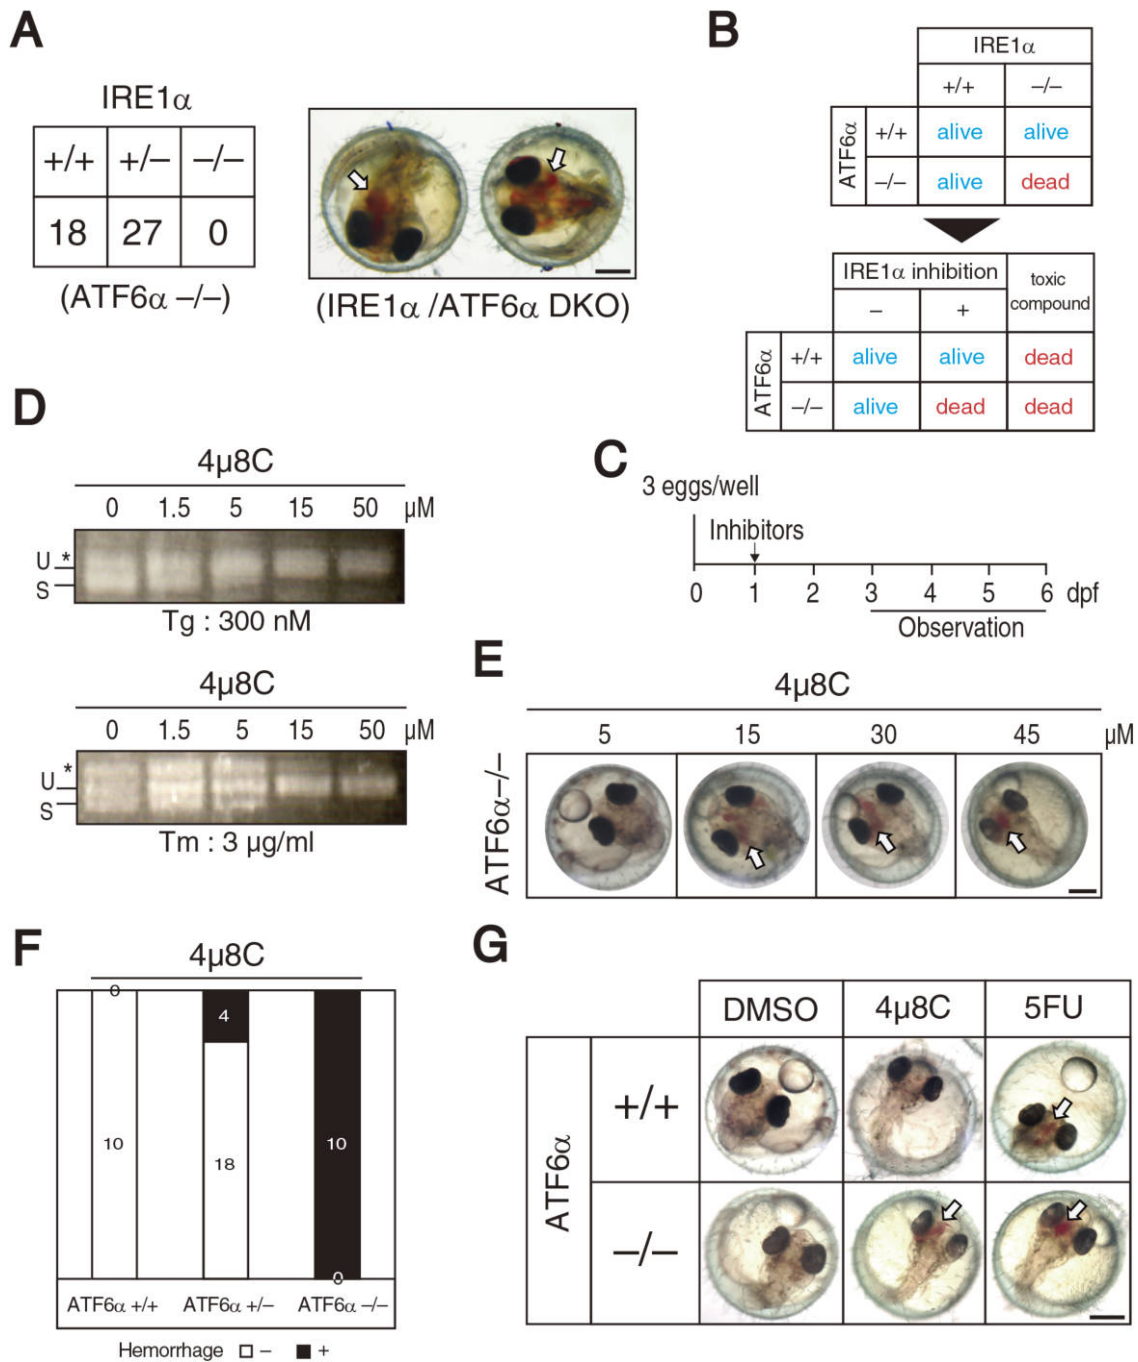 A
IRE1α
+/+ +/– –/–
18 27 0
(ATF6α –/–)
(IRE1α /ATF6α DKO)
B
IRE1α
+/+ –/–
ATF6α
+/+ alive alive
–/– alive dead
IRE1α inhibition
toxic
compound
– +
ATF6α
+/+ alive alive dead
–/– alive dead dead
C
3 eggs/well
Inhibitors
0 1 2 3 4 5 6 dpf
Observation
D
4µ8C
0 1.5 5 15 50 µM
U *
S
Tg : 300 nM
4µ8C
0 1.5 5 15 50 µM
*
U
S
Tm : 3 µg/ml
E
4µ8C
5 15 30 45 µM
ATF6α–/–
F
4µ8C
0
4
10
18
10
0
ATF6α +/+ ATF6α +/– ATF6α –/–
Hemorrhage – +
G
DMSO 4µ8C 5FU
ATF6α
+/+
–/–